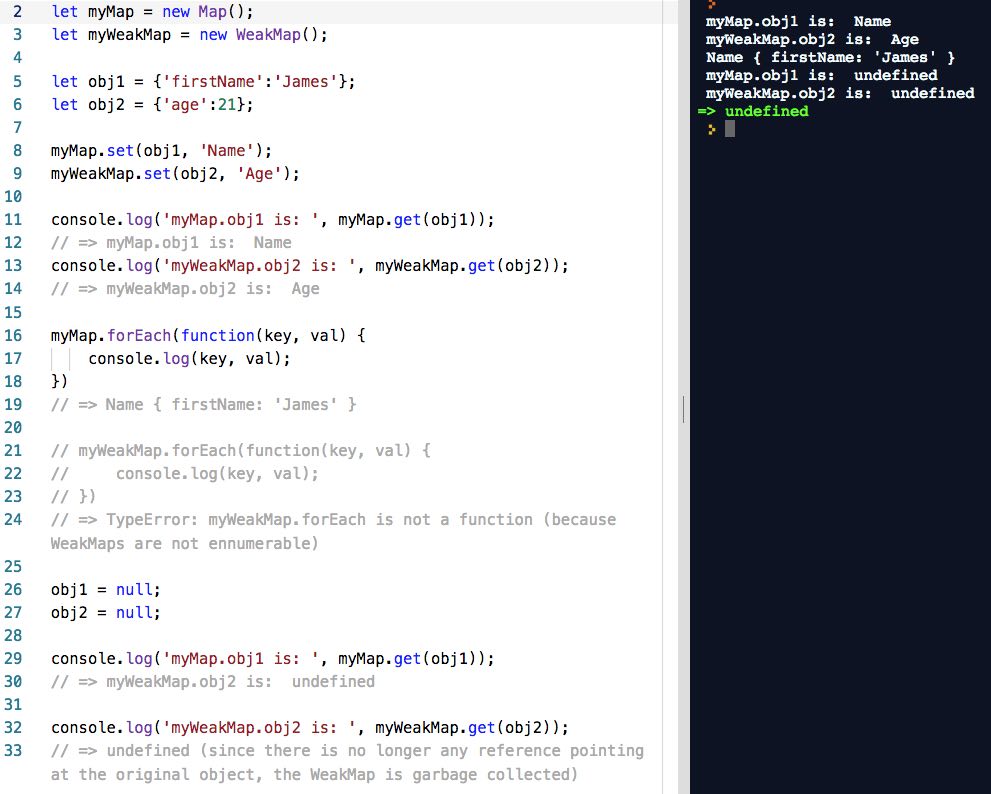 2 let myMap = new Map();
3 let myWeakMap = new WeakMap();
4
5 let obj1 = {'firstName':'James'};
6 let obj2 = {'age':21};
7
8 myMap.set(obj1, 'Name');
9 myWeakMap.set(obj2, 'Age');
10
11 console.log('myMap.obj1 is: ', myMap.get(obj1));
12 // => myMap.obj1 is:  Name
13 console.log('myWeakMap.obj2 is: ', myWeakMap.get(obj2));
14 // => myWeakMap.obj2 is:  Age
15
16 myMap.forEach(function(key, val) {
17     console.log(key, val);
18 })
19 // => Name { firstName: 'James' }
20
21 // myWeakMap.forEach(function(key, val) {
22 //     console.log(key, val);
23 // })
24 // => TypeError: myWeakMap.forEach is not a function (because
WeakMaps are not ennumerable)
25
26 obj1 = null;
27 obj2 = null;
28
29 console.log('myMap.obj1 is: ', myMap.get(obj1));
30 // => myWeakMap.obj2 is:  undefined
31
32 console.log('myWeakMap.obj2 is: ', myWeakMap.get(obj2));
33 // => undefined (since there is no longer any reference pointing
at the original object, the WeakMap is garbage collected)
myMap.obj1 is:  Name
myWeakMap.obj2 is:  Age
Name { firstName: 'James' }
myMap.obj1 is:  undefined
myWeakMap.obj2 is:  undefined
=> undefined